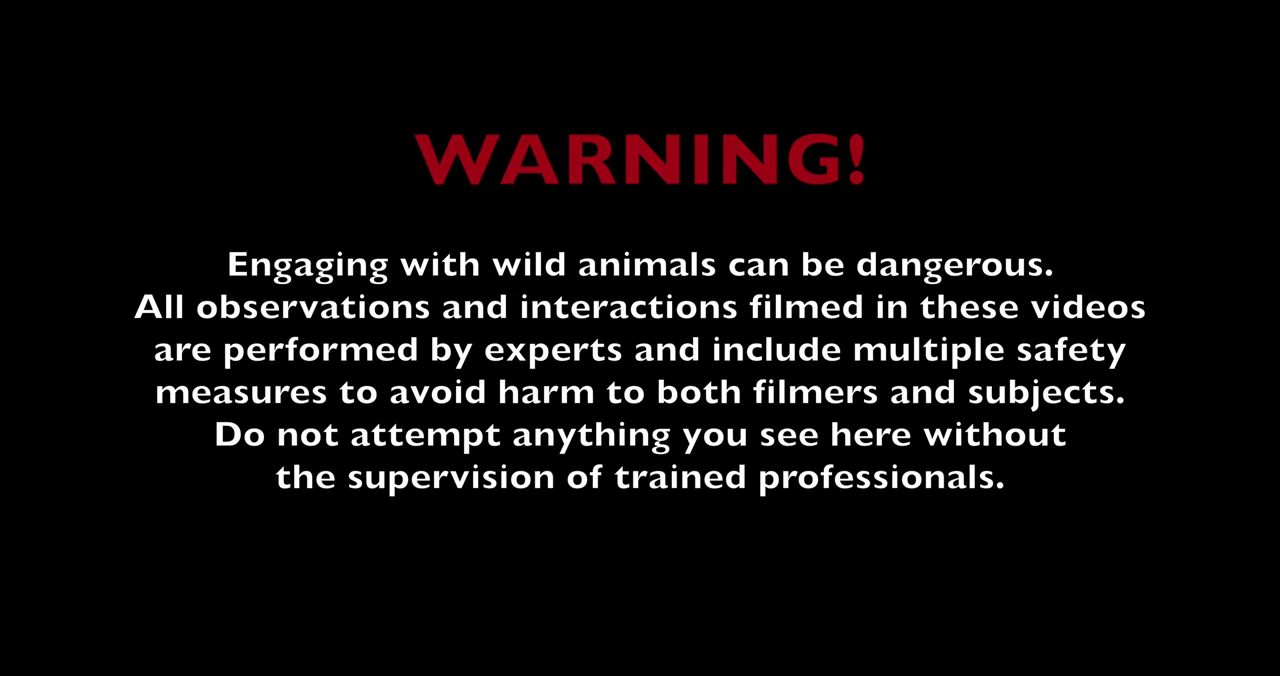 WARNING!
Engaging with wild animals can be dangerous.
All observations and interactions filmed in these videos
are performed by experts and include multiple safety
measures to avoid harm to both filmers and subjects.
Do not attempt anything you see here without
the supervision of trained professionals.